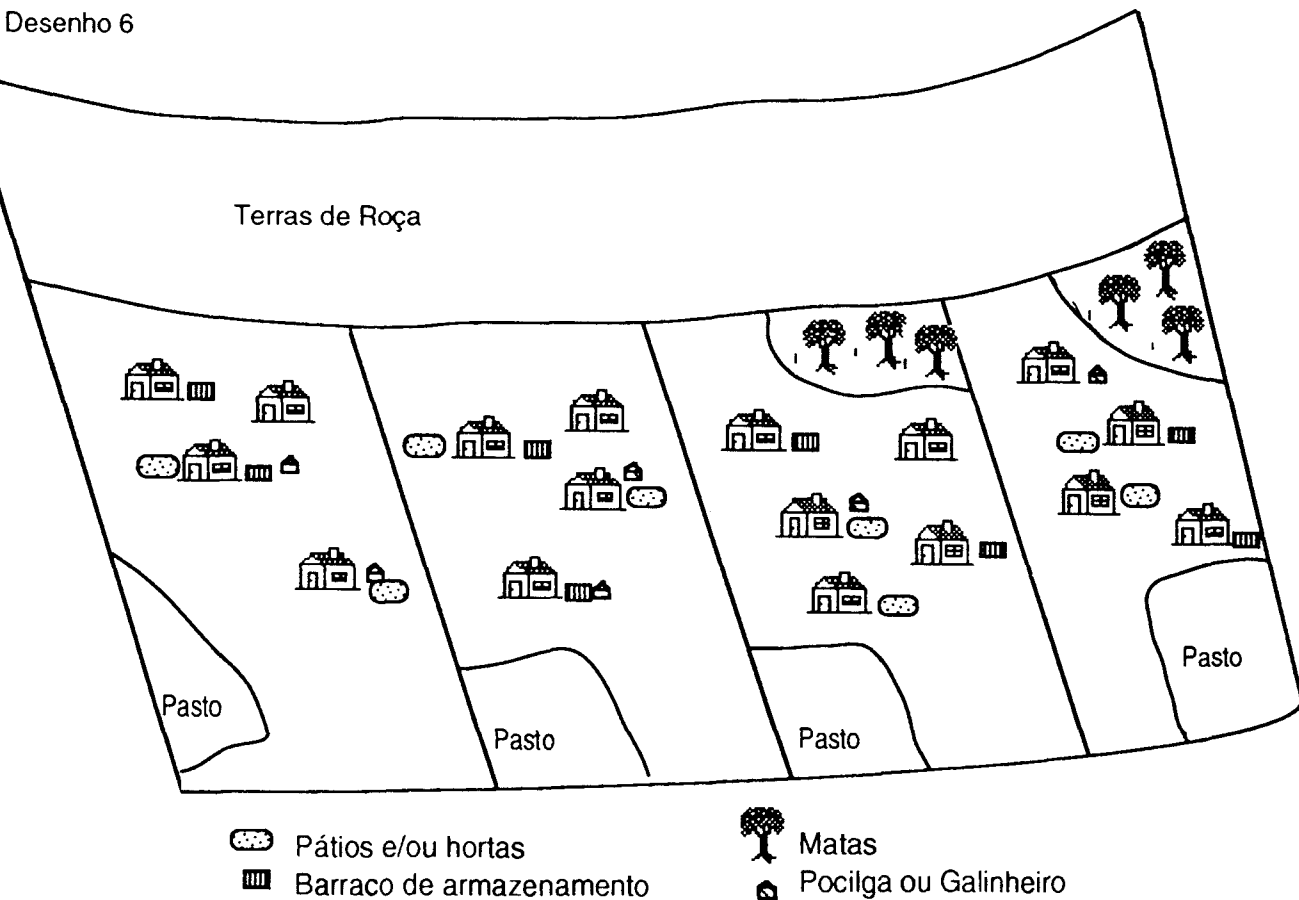 Desenho 6
Terras de Roça
Pasto
Pasto
Pasto
Pasto
Pátios e/ou hortas
Barraco de armazenamento
Matas
Pocilga ou Galinheiro